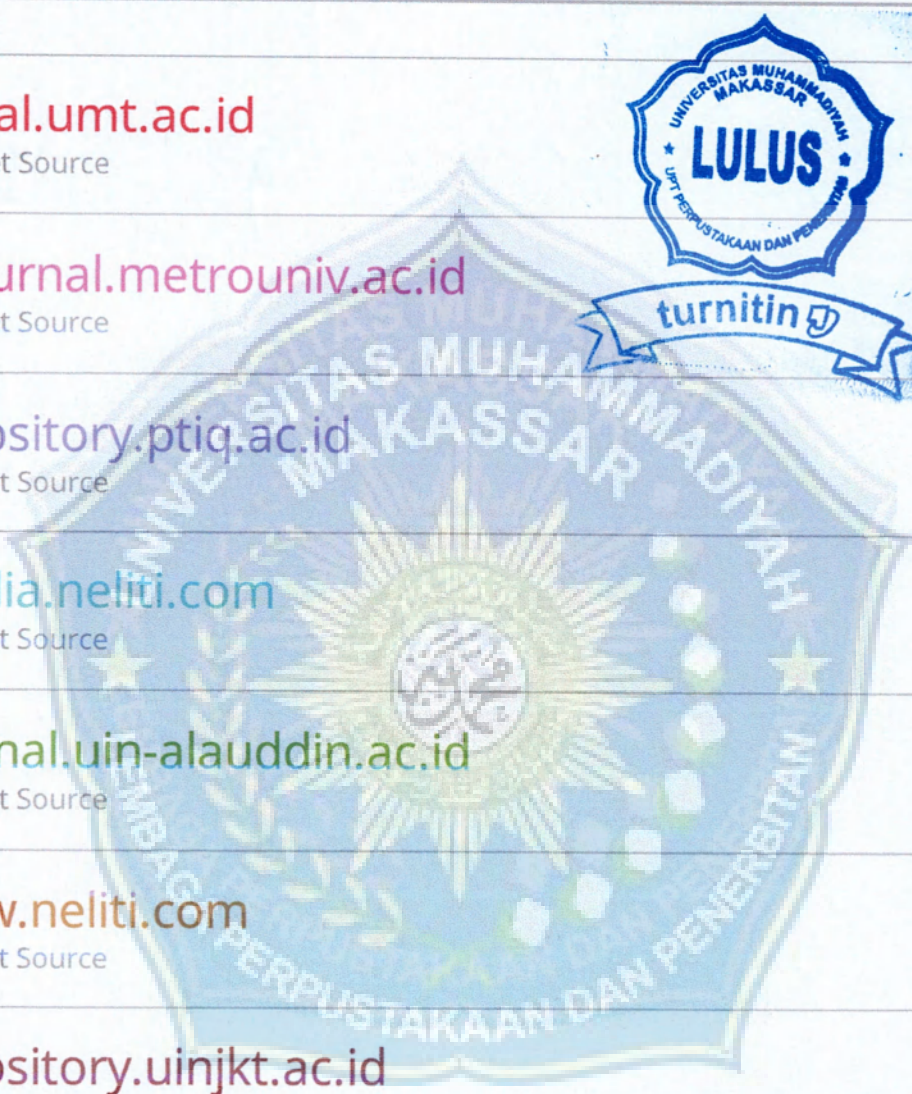 al.umt.ac.id
t Source
urnal.metrouniv.ac.id
t Source
ository.ptiq.ac.id
t Source
lia.neliti.com
t Source
nal.uin-alauddin.ac.id
t Source
w.neliti.com
t Source
ository.uinjkt.ac.id
UNIVERSITAS MUHAMMADIYAH
MAKASSAR
LULUS
UPT PERPUSTAKAAN DAN PENERBITAN
turnitin
UNIVERSITAS MUHAMMADIYAH
MAKASSAR
LEMBAGA PERPUSTAKAAN DAN PENERBITAN